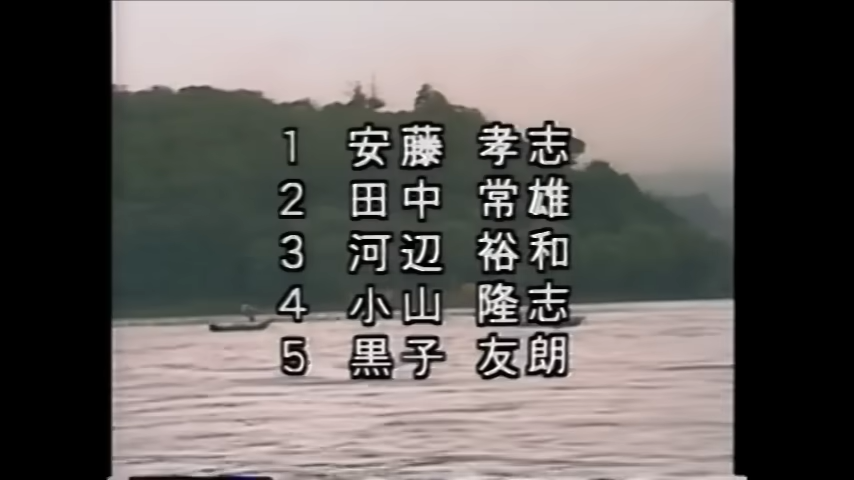 1 安藤 孝志
2 田中 常雄
3 河辺 裕和
4 小山 隆志
5 黒子 友朗